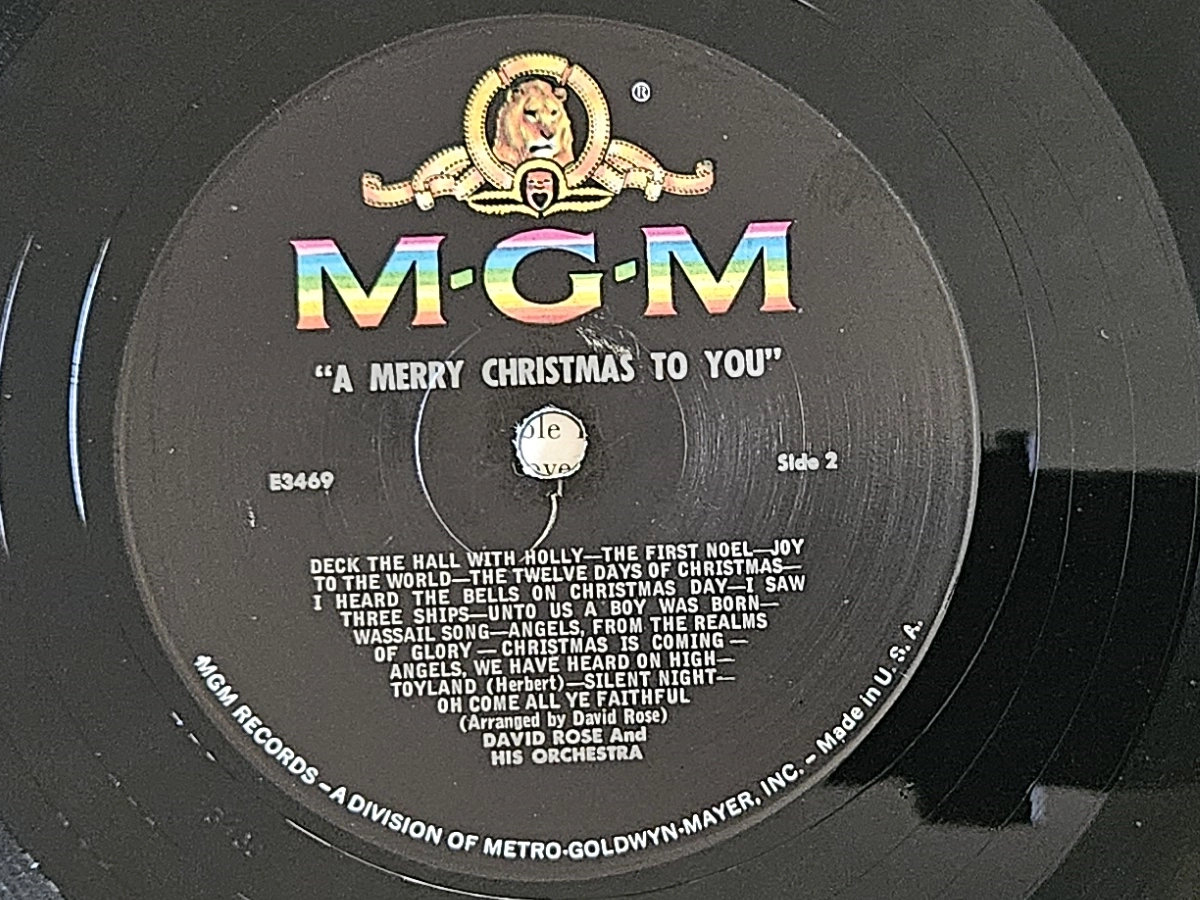 ®
M·G·M
"A MERRY CHRISTMAS TO YOU"
E3469
Side 2
DECK THE HALL WITH HOLLY—THE FIRST NOEL—JOY
TO THE WORLD—THE TWELVE DAYS OF CHRISTMAS—
I HEARD THE BELLS ON CHRISTMAS DAY—I SAW
THREE SHIPS—UNTO US A BOY WAS BORN—
WASSAIL SONG—ANGELS, FROM THE REALMS
OF GLORY — CHRISTMAS IS COMING —
ANGELS, WE HAVE HEARD ON HIGH—
TOYLAND (Herbert)—SILENT NIGHT—
OH COME ALL YE FAITHFUL
(Arranged by David Rose)
DAVID ROSE And
HIS ORCHESTRA
MGM RECORDS – A DIVISION OF METRO-GOLDWYN-MAYER, INC. – Made in U. S. A.